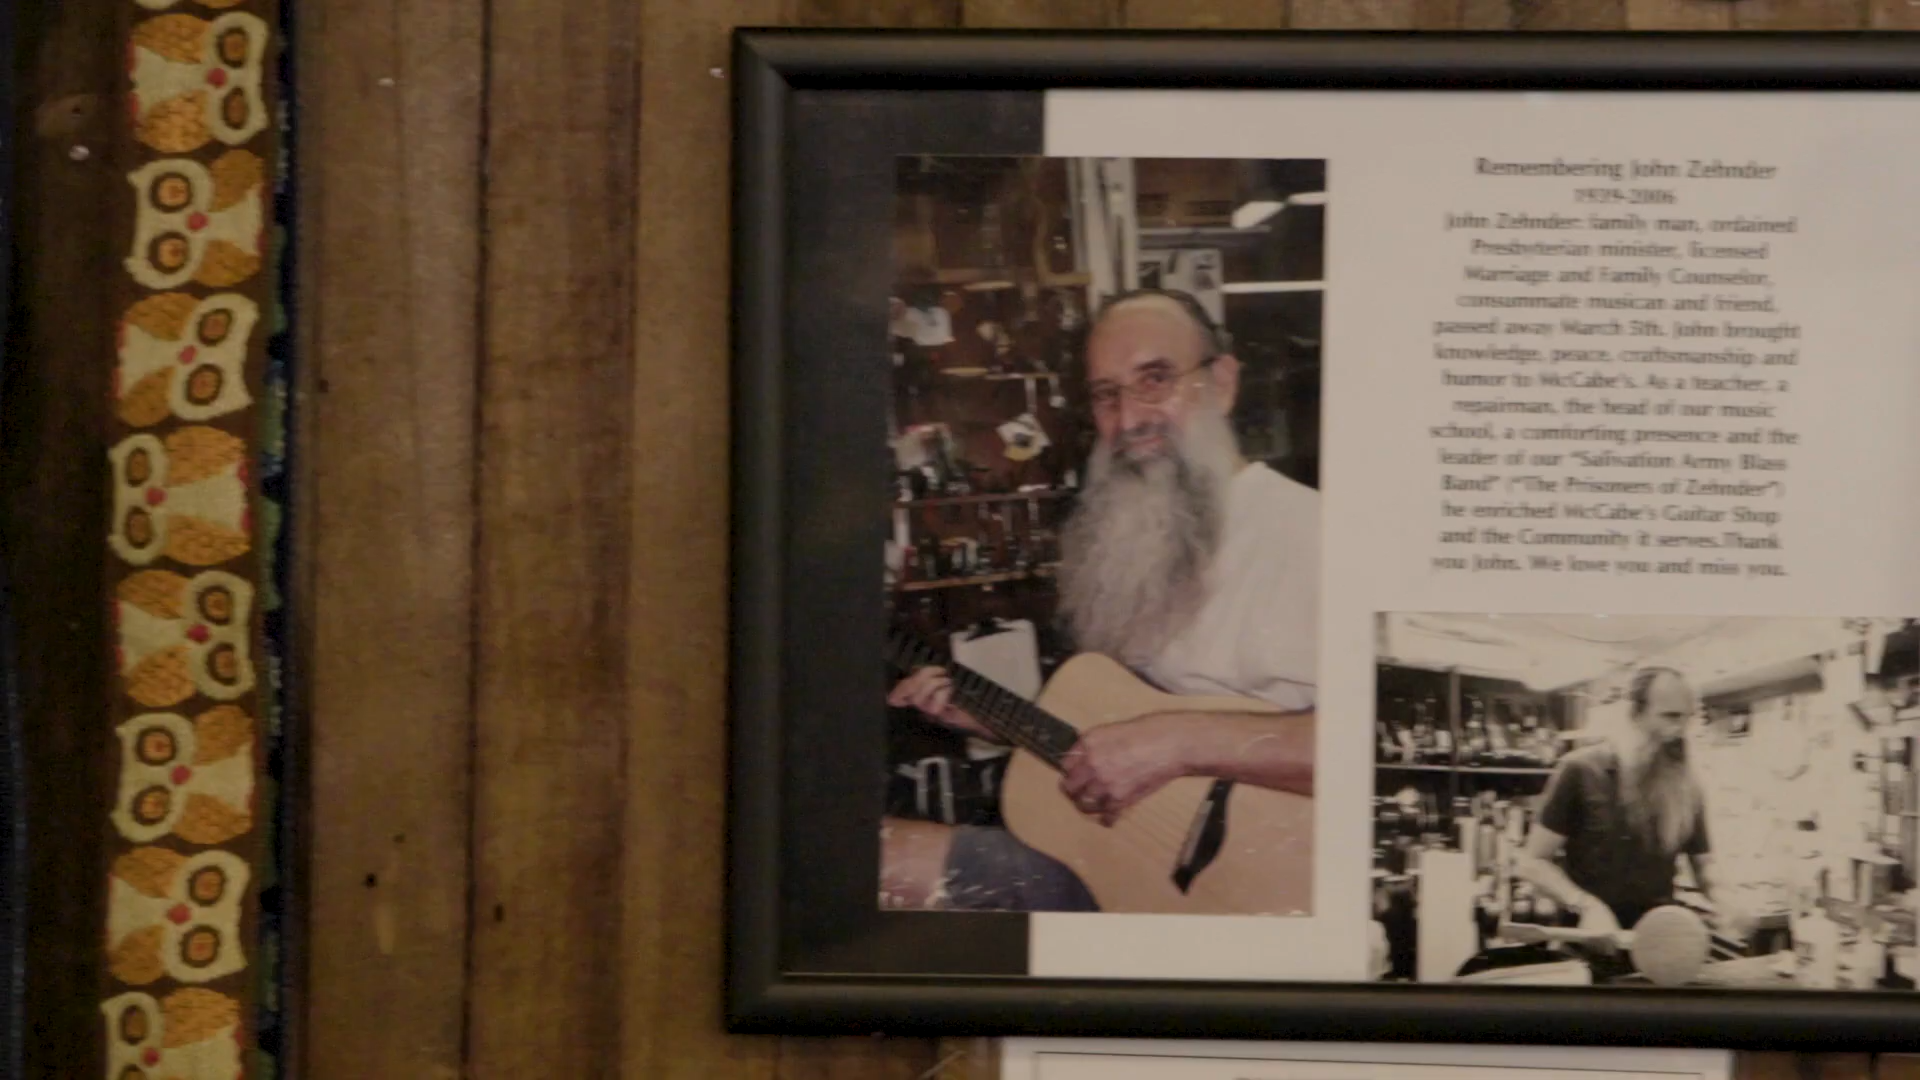 Remembering John Zehnder
1939-2006
John Zehnder: family man, ordained
Presbyterian minister, licensed
Marriage and Family Counselor,
consummate musican and friend,
passed away March 5th. John brought
knowledge, peace, craftsmanship and
humor to McCabe's. As a teacher, a
repairman, the head of our music
school, a comforting presence and the
leader of our "Salivation Army Blass
Band" ("The Prisoners of Zehnder")
he enriched McCabe's Guitar Shop
and the Community it serves.Thank
you John. We love you and miss you.